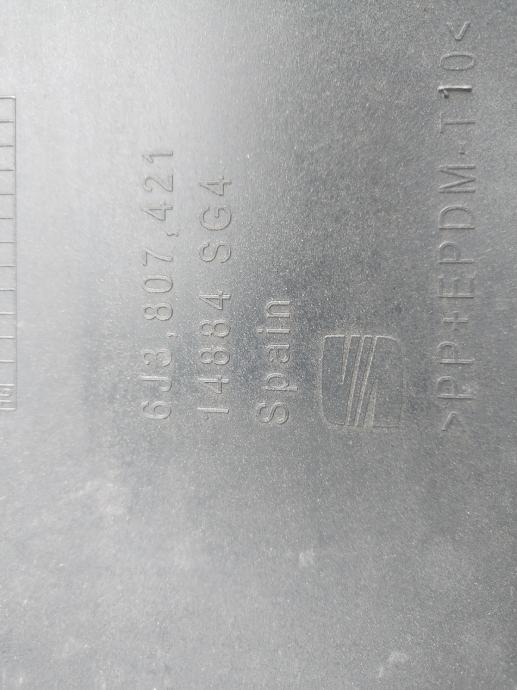 6J3.807.421
14884 SG4
Spain
>PP+EPDM-T10<